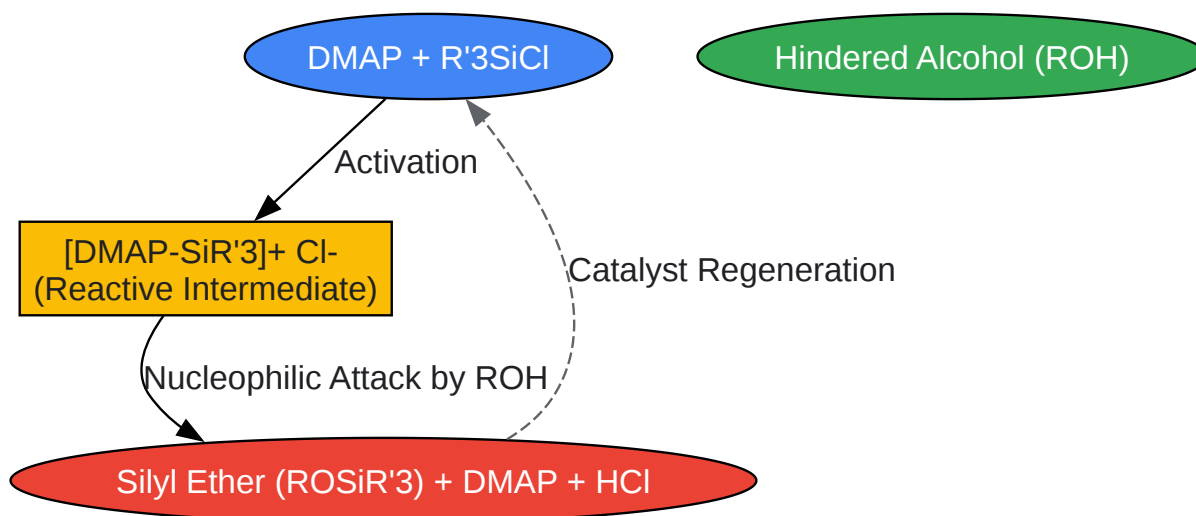 DMAP + R'3SiCl
Hindered Alcohol (ROH)
Activation
[DMAP-SiR'3]+ Cl-
(Reactive Intermediate)
Catalyst Regeneration
Nucleophilic Attack by ROH
Silyl Ether (ROSiR'3) + DMAP + HCl